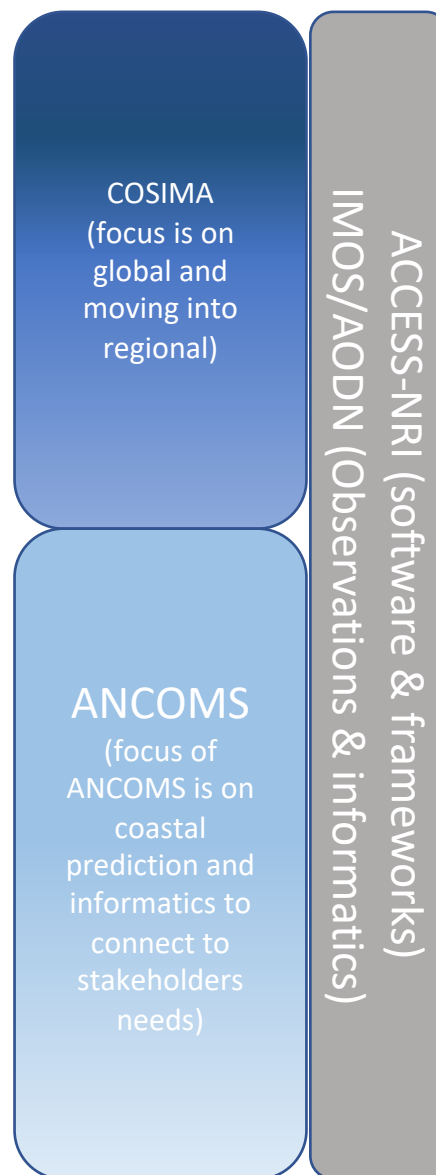 COSIMA
(focus is on
global and
moving into
regional)
ANCOMS
(focus of
ANCOMS is on
coastal
prediction and
informatics to
connect to
stakeholders
needs)
ACCESS-NRI (software & frameworks)
IMOS/AODN (Observations & informatics)